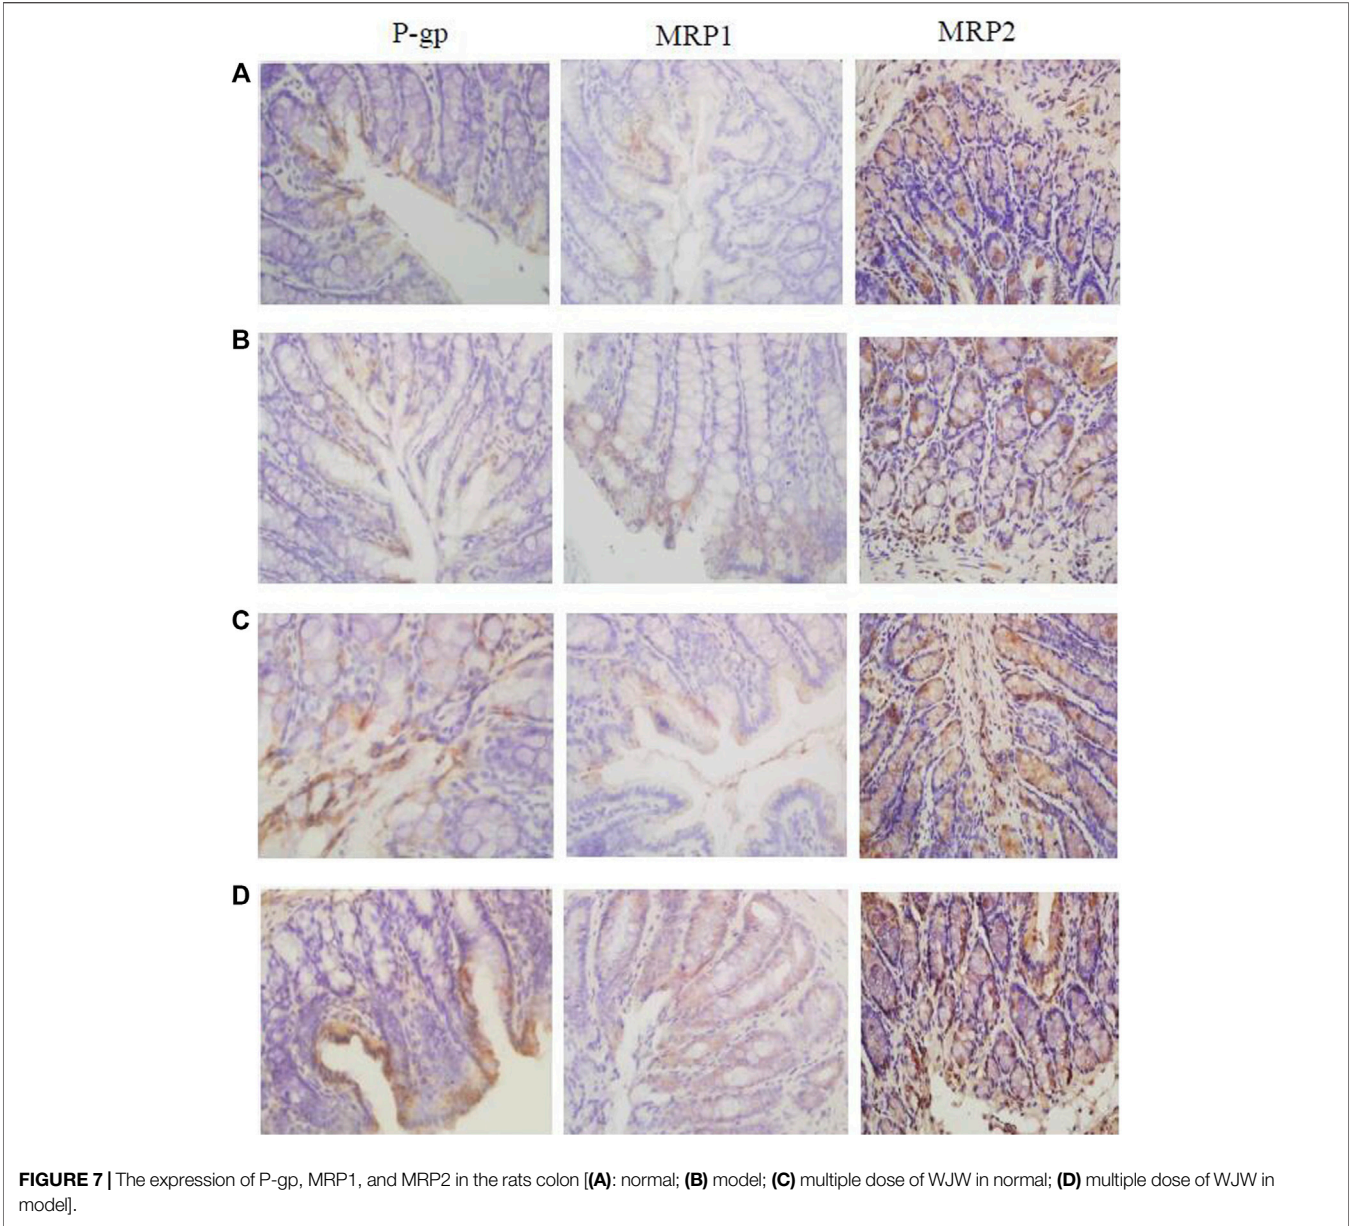 P-gp MRP1 MRP2
A
B
C
D
FIGURE 7 | The expression of P-gp, MRP1, and MRP2 in the rats colon [(A): normal; (B) model; (C) multiple dose of WJW in normal; (D) multiple dose of WJW in
model].